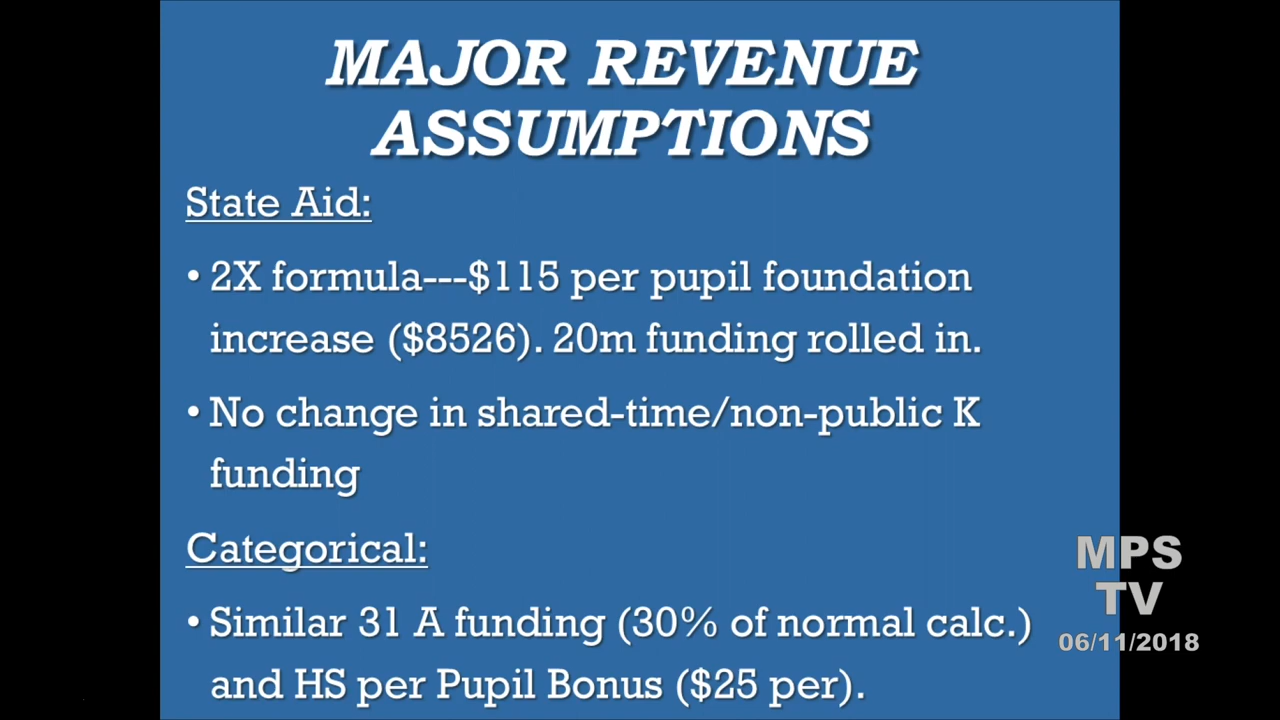 MAJOR REVENUE
ASSUMPTIONS
State Aid:
• 2X formula---$115 per pupil foundation
increase ($8526). 20m funding rolled in.
• No change in shared-time/non-public K
funding
Categorical:
• Similar 31 A funding (30% of normal calc.)
and HS per Pupil Bonus ($25 per).
MPS
TV
06/11/2018